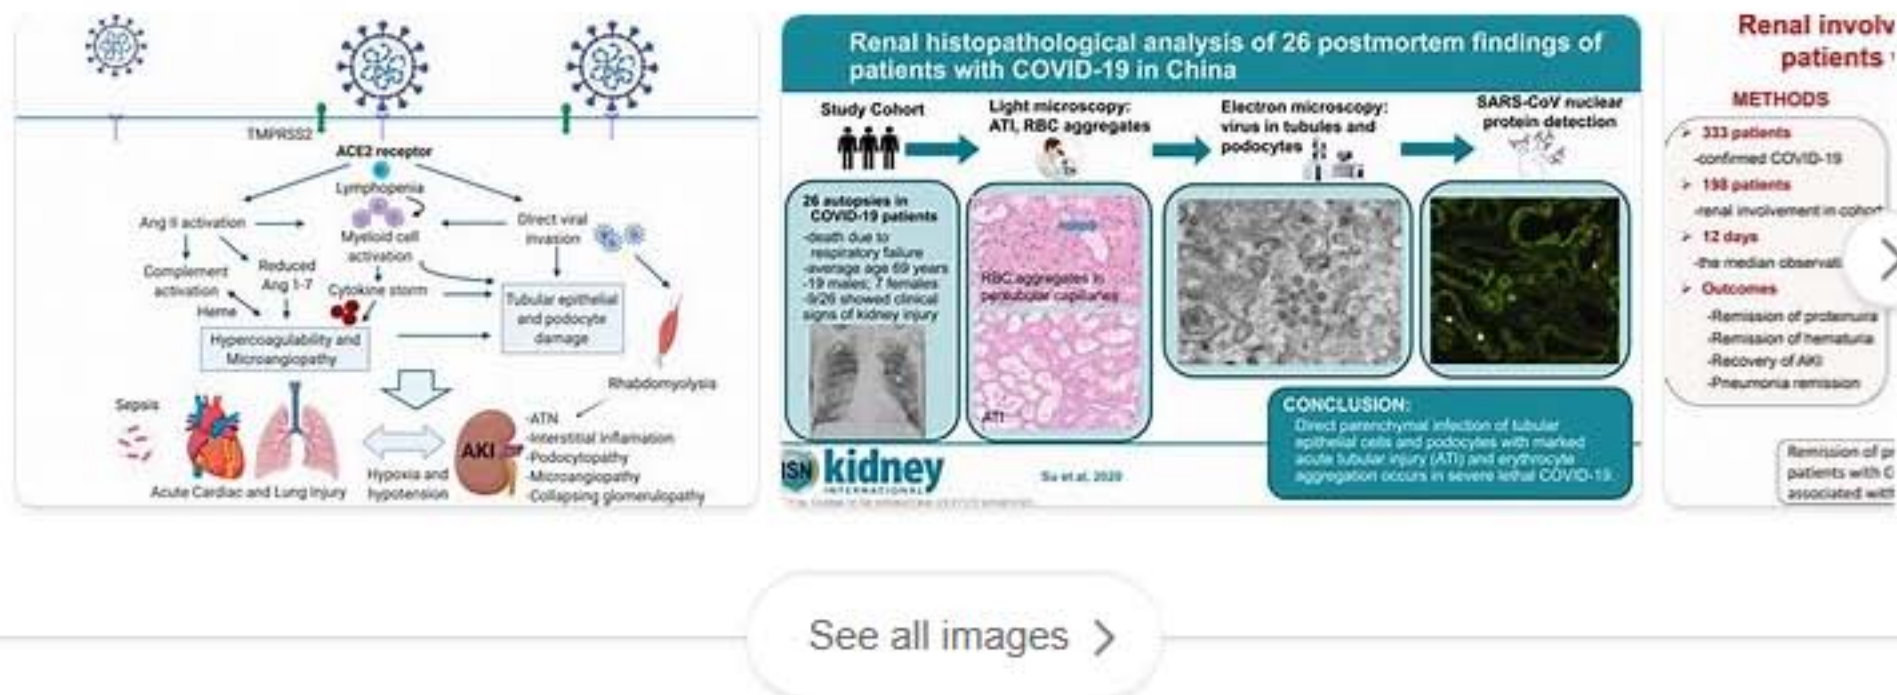 TMPRSS2
ACE2 receptor
Lymphopenia
Ang II activation
Myeloid cell
activation
Direct viral
invasion
Complement
activation
Reduced
Ang 1-7
Cytokine storm
Heme
Hypercoagulability and
Microangiopathy
Tubular epithelial
and podocyte
damage
Rhabdomyolysis
Sepsis
Acute Cardiac and Lung Injury
Hypoxia and
hypotension
AKI
-ATN
-Interstitial inflamation
-Podocytopathy
-Microangiopathy
-Collapsing glomerulopathy
Renal histopathological analysis of 26 postmortem findings of
patients with COVID-19 in China
Study Cohort
Light microscopy:
ATI, RBC aggregates
Electron microscopy:
virus in tubules and
podocytes
SARS-CoV nuclear
protein detection
26 autopsies in
COVID-19 patients
-death due to
respiratory failure
-average age 69 years
-19 males; 7 females
-9/26 showed clinical
signs of kidney injury
RBC aggregates in
peritubular capillaries
ATI
CONCLUSION:
Direct parenchymal infection of tubular
epithelial cells and podocytes with marked
acute tubular injury (ATI) and erythrocyte
aggregation occurs in severe lethal COVID-19.
ISN kidney
INTERNATIONAL
Su et al, 2020
Renal involv
patients
METHODS
333 patients
-confirmed COVID-19
198 patients
-renal involvement in cohort
12 days
-the median observati
Outcomes
-Remission of proteinuria
-Remission of hematuria
-Recovery of AKI
-Pneumonia remission
Remission of pr
patients with C
associated with
See all images